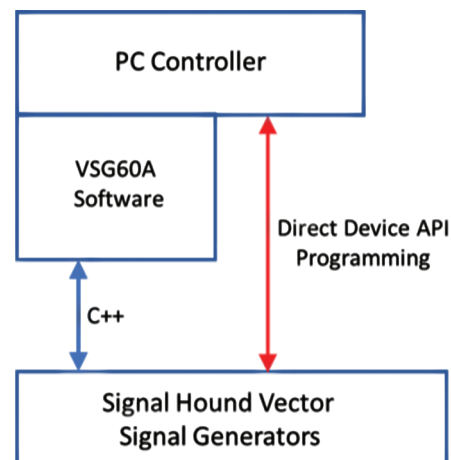 PC Controller
VSG60A
Software
Direct Device API
Programming
C++
Signal Hound Vector
Signal Generators